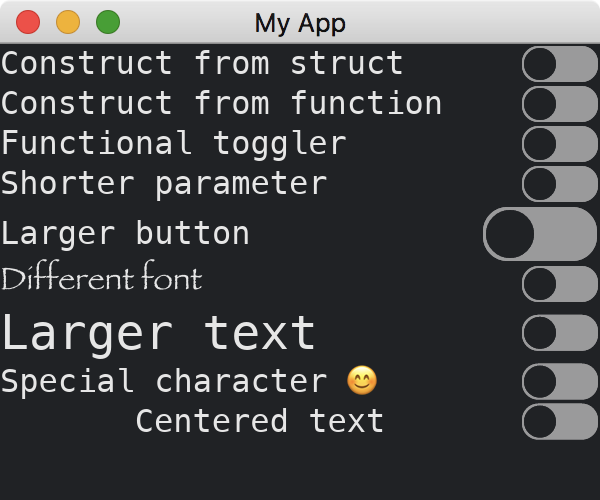 My App
Construct from struct
Construct from function
Functional toggler
Shorter parameter
Larger button
Different font
Larger text
Special character 😊
Centered text